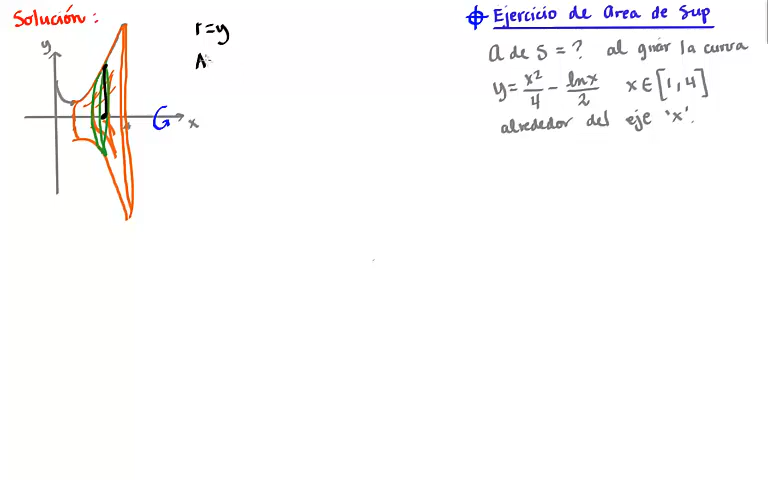 Solución:
y
x
r=y
A
Ejercicio de Area de Sup
A de S = ? al girar la curva
y = x²/4 - lnx/2 x ∈ [1, 4]
alrededor del eje 'x'.